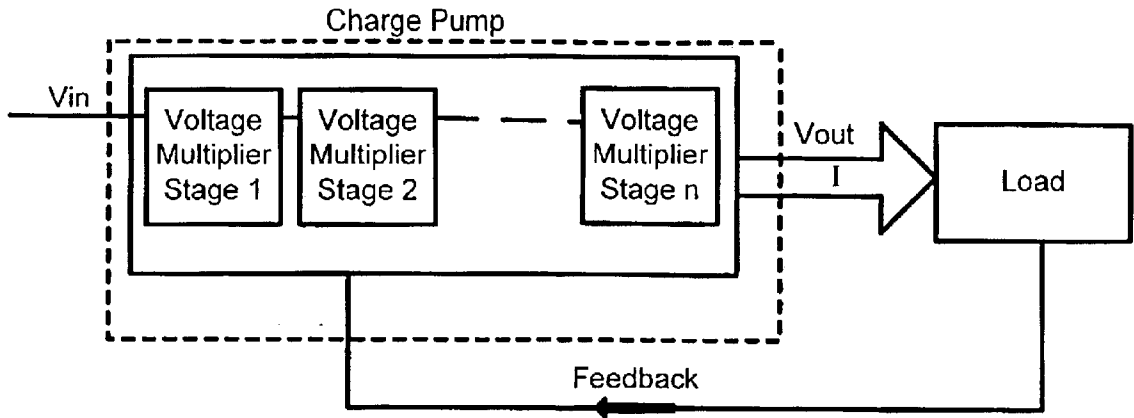 Charge Pump
Vin
Voltage
Multiplier
Stage 1
Voltage
Multiplier
Stage 2
Voltage
Multiplier
Stage n
Vout
I
Load
Feedback